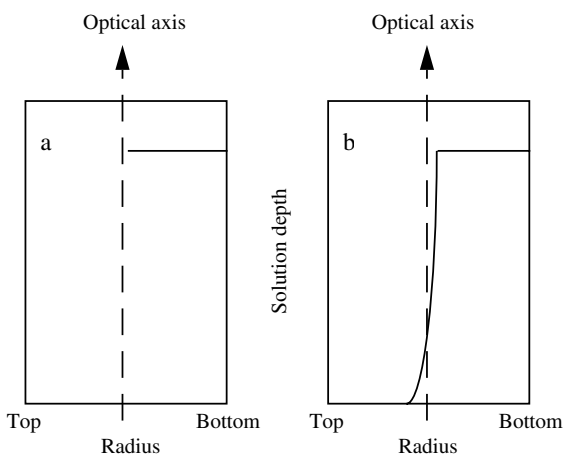 Optical axis
a
Top
Bottom
Radius
Solution depth
Optical axis
b
Top
Bottom
Radius